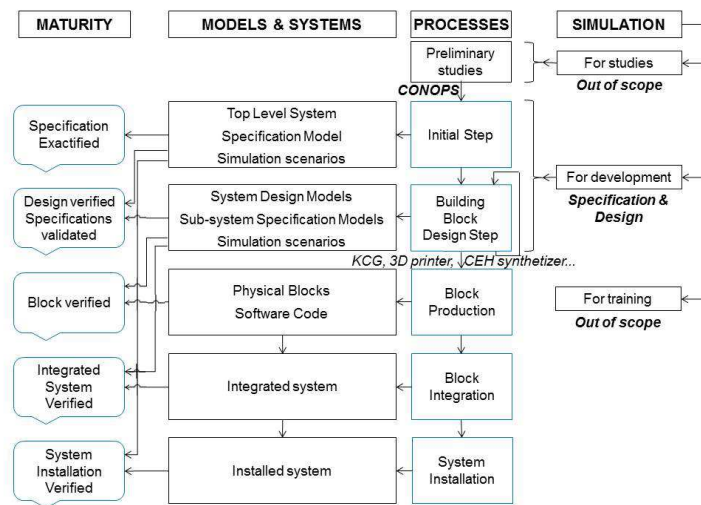 MATURITY
MODELS & SYSTEMS
PROCESSES
SIMULATION
Preliminary
studies
For studies
Out of scope
CONOPS
Specification
Exactified
Top Level System
Specification Model
Simulation scenarios
Initial Step
Design verified
Specifications
validated
System Design Models
Sub-system Specification Models
Simulation scenarios
Building
Block
Design Step
For development
Specification &
Design
KCG, 3D printer, CEH synthetizer...
Block verified
Physical Blocks
Software Code
Block
Production
For training
Out of scope
Integrated
System
Verified
Integrated system
Block
Integration
System
Installation
Verified
Installed system
System
Installation